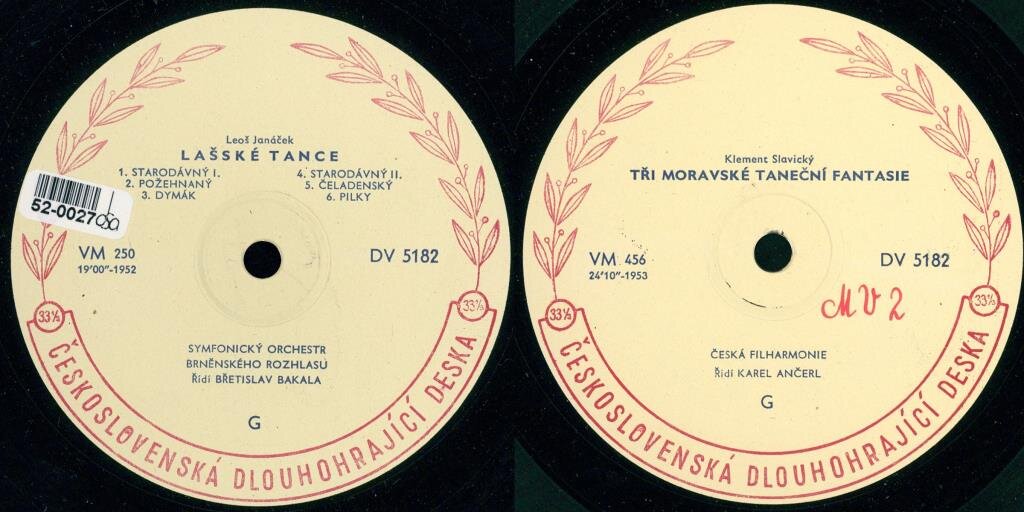 Leoš Janáček
LAŠSKÉ TANCE
1. STARODÁVNÝ I.
2. POŽEHNANÝ
3. DYMÁK
4. STARODÁVNÝ II.
5. ČELADENSKÝ
6. PILKY
52-0027
VM 250
19'00"-1952
DV 5182
33⅓
33⅓
SYMFONICKÝ ORCHESTR
BRNĚNSKÉHO ROZHLASU
Řídí BŘETISLAV BAKALA
G
ČESKOSLOVENSKÁ DLOUHOHRAJÍCÍ DESKA
Klement Slavický
TŘI MORAVSKÉ TANEČNÍ FANTASIE
VM 456
24'10"-1953
DV 5182
MV 2
33⅓
33⅓
ČESKÁ FILHARMONIE
Řídí KAREL ANČERL
G
ČESKOSLOVENSKÁ DLOUHOHRAJÍCÍ DESKA